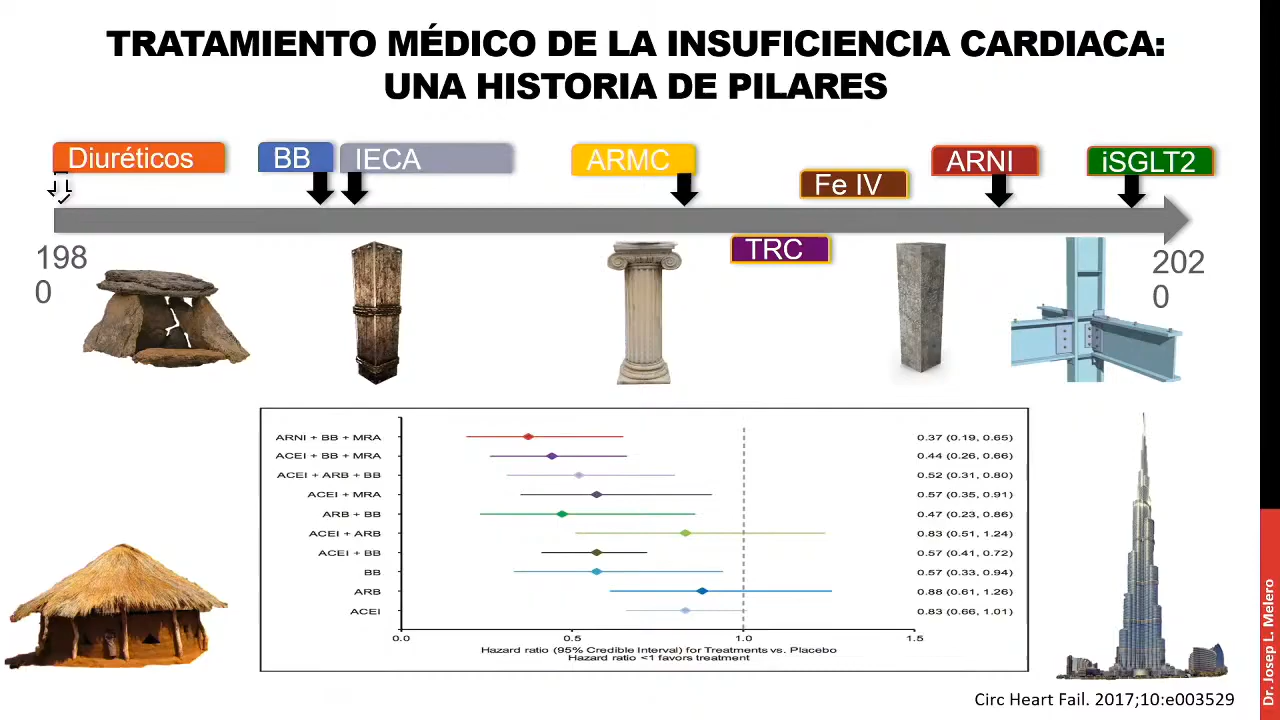 TRATAMIENTO MÉDICO DE LA INSUFICIENCIA CARDIACA:
UNA HISTORIA DE PILARES
Diuréticos
BB
IECA
ARMC
Fe IV
ARNI
iSGLT2
TRC
198
0
202
0
ARNI + BB + MRA 0.37 (0.19, 0.65)
ACEI + BB + MRA 0.44 (0.26, 0.66)
ACEI + ARB + BB 0.52 (0.31, 0.80)
ACEI + MRA 0.57 (0.35, 0.91)
ARB + BB 0.47 (0.23, 0.86)
ACEI + ARB 0.83 (0.51, 1.24)
ACEI + BB 0.57 (0.41, 0.72)
BB 0.57 (0.33, 0.94)
ARB 0.88 (0.61, 1.26)
ACEI 0.83 (0.66, 1.01)
0.0 0.5 1.0 1.5
Hazard ratio (95% Credible Interval) for Treatments vs. Placebo
Hazard ratio <1 favors treatment
Circ Heart Fail. 2017;10:e003529
Dr. Josep L. Melero